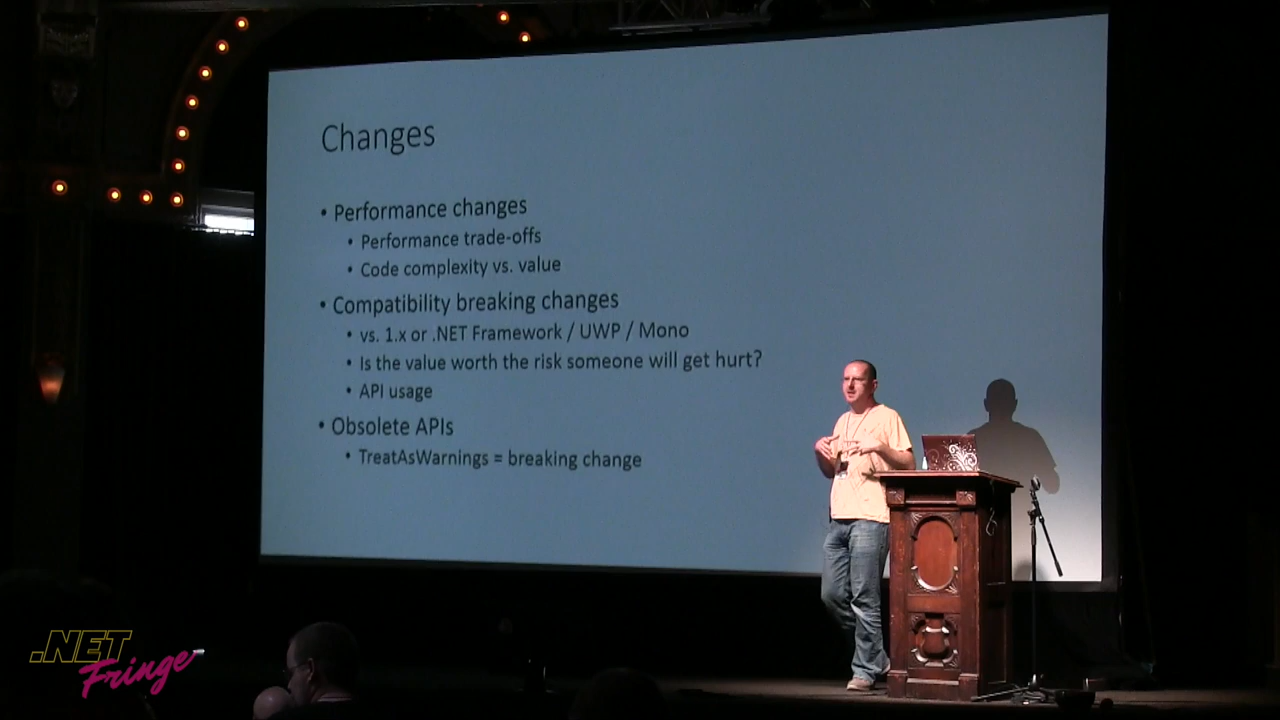 Changes
• Performance changes
• Performance trade-offs
• Code complexity vs. value
• Compatibility breaking changes
• vs. 1.x or .NET Framework / UWP / Mono
• Is the value worth the risk someone will get hurt?
• API usage
• Obsolete APIs
• TreatAsWarnings = breaking change
.NET
Fringe